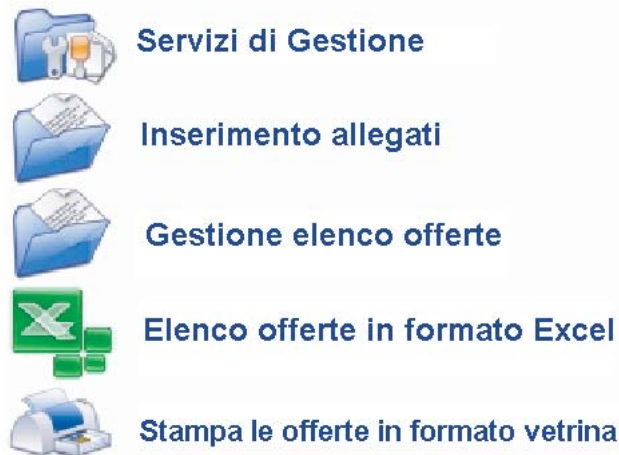 Servizi di Gestione
Inserimento allegati
Gestione elenco offerte
Elenco offerte in formato Excel
Stampa le offerte in formato vetrina